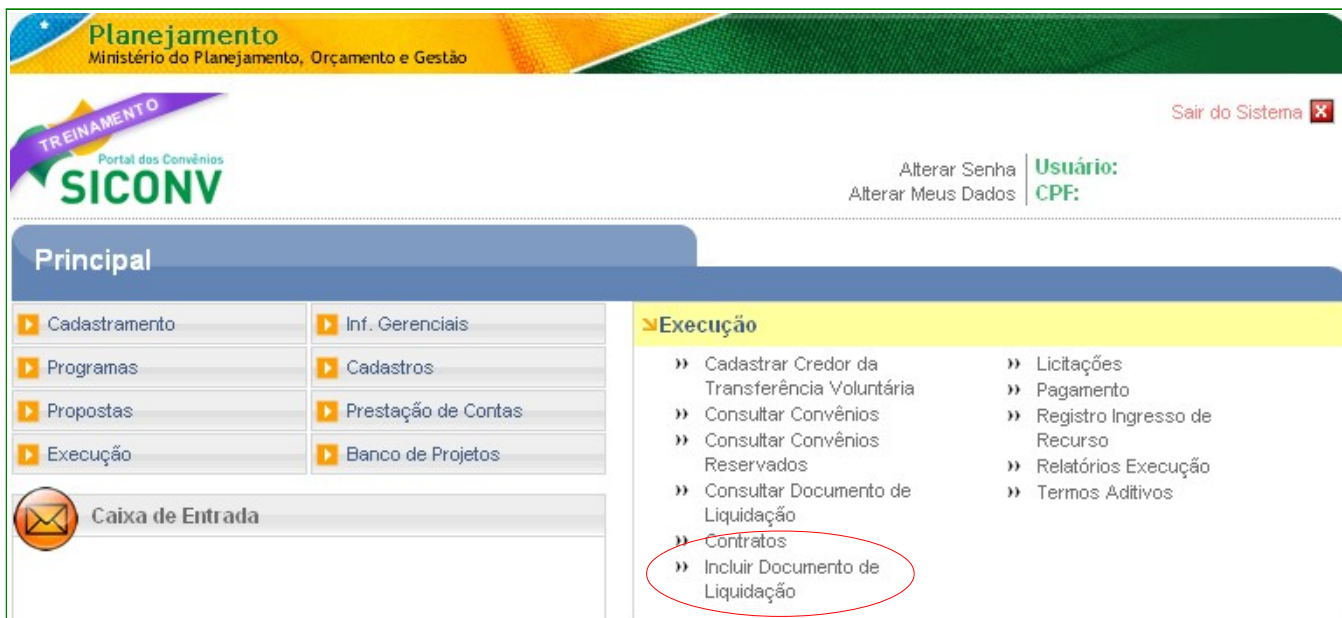 Planejamento
Ministério do Planejamento, Orçamento e Gestão
TREINAMENTO
Portal dos Convênios
SICONV
Sair do Sistema
Alterar Senha
Usuário:
Alterar Meus Dados
CPF:
Principal
Cadastramento
Inf. Gerenciais
Programas
Cadastros
Propostas
Prestação de Contas
Execução
Banco de Projetos
Caixa de Entrada
Execução
Cadastrar Credor da
Transferência Voluntária
Consultar Convênios
Consultar Convênios
Reservados
Consultar Documento de
Liquidação
Contratos
Incluir Documento de
Liquidação
Licitações
Pagamento
Registro Ingresso de
Recurso
Relatórios Execução
Termos Aditivos